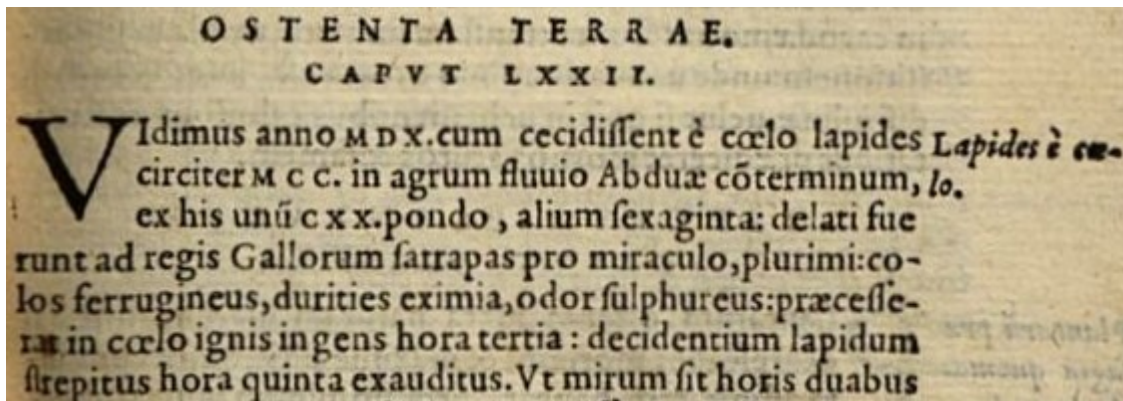 OSTENTA TERRAE.
CAPVT LXXII.
VIdimus anno MDX. cum cecidiſſent è cœlo lapides
Lapides è cœ-
circiter MCC. in agrum fluuio Abduæ cõterminum,
lo.
ex his unũ cxx. pondo, alium ſexaginta: delati fue
runt ad regis Gallorum ſatrapas pro miraculo, plurimi: co-
los ferrugineus, durities eximia, odor ſulphureus: præceſſe-
rat in cœlo ignis ingens hora tertia: decidentium lapidum
ſtrepitus hora quinta exauditus. Vt mirum ſit horis duabus